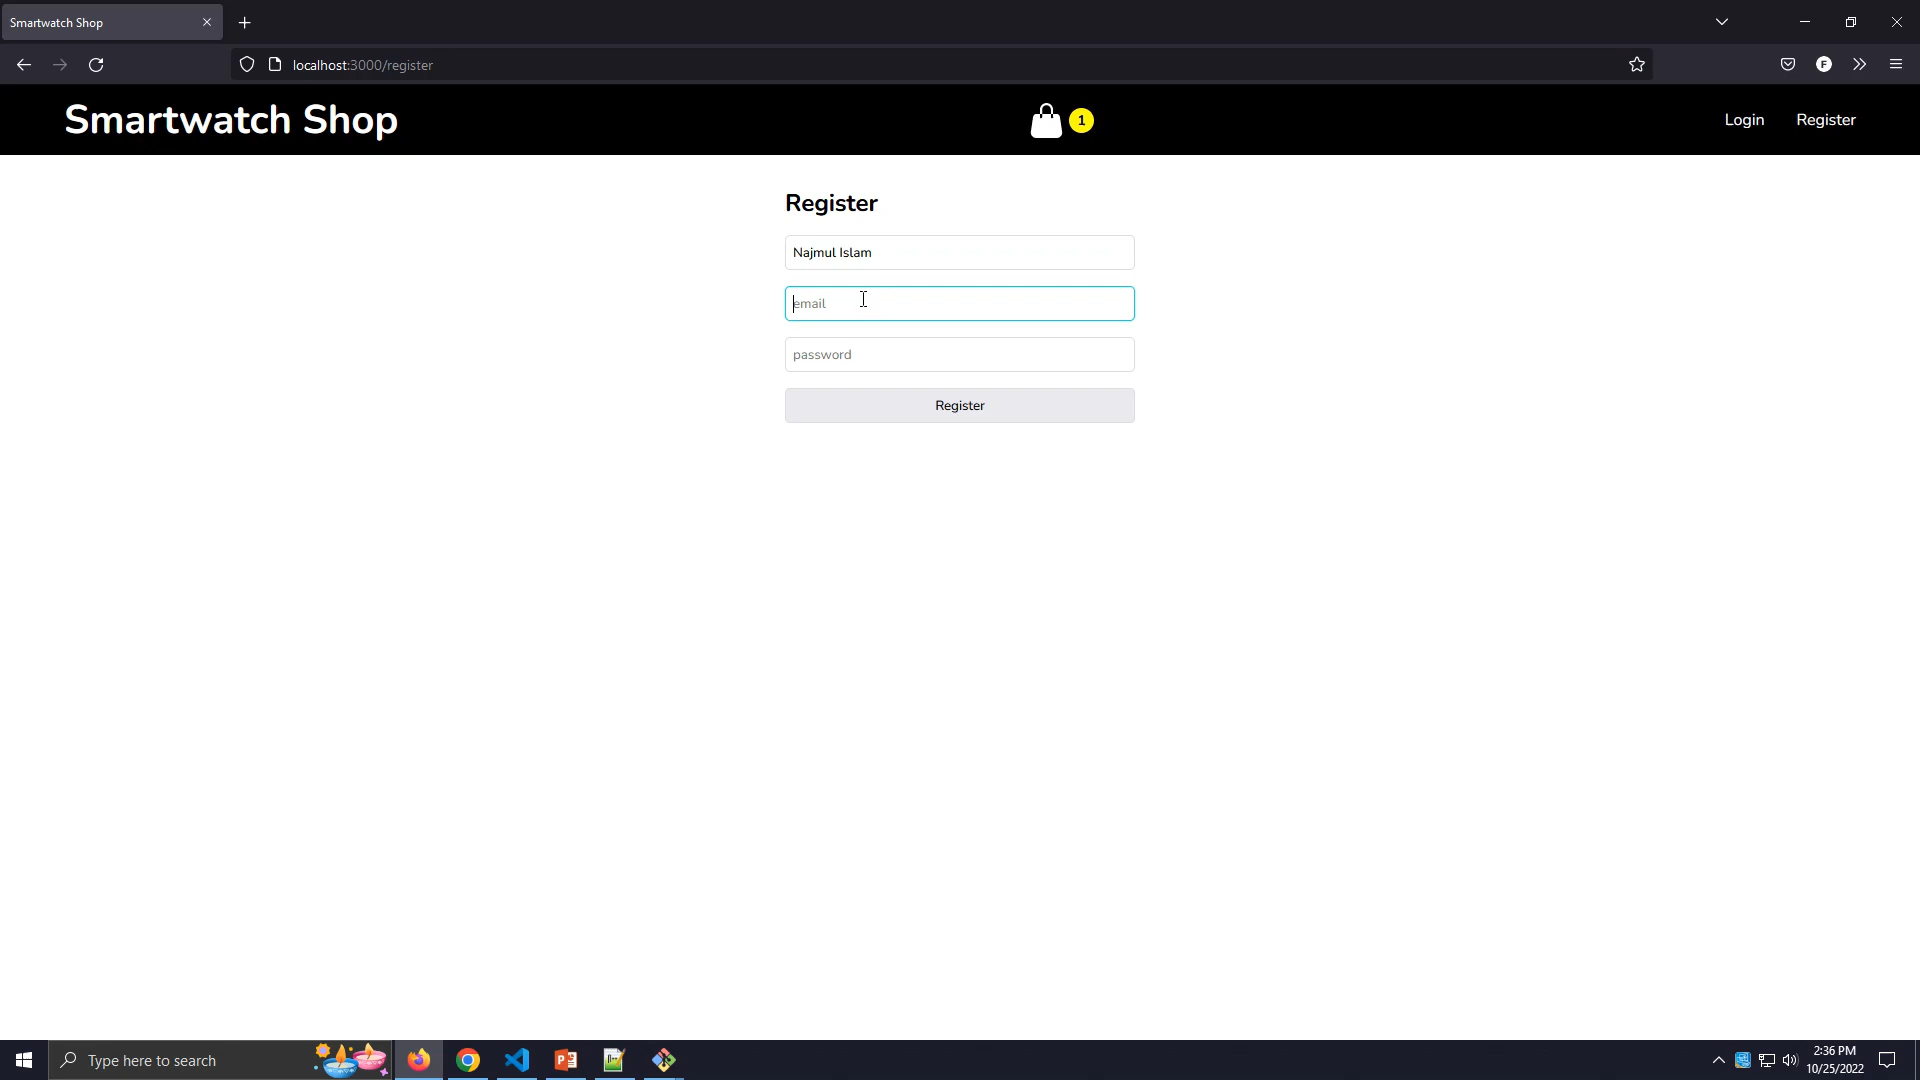 Smartwatch Shop
localhost:3000/register
Smartwatch Shop
1
Login
Register
Register
Najmul Islam
email
password
Register
Type here to search
2:36 PM
10/25/2022